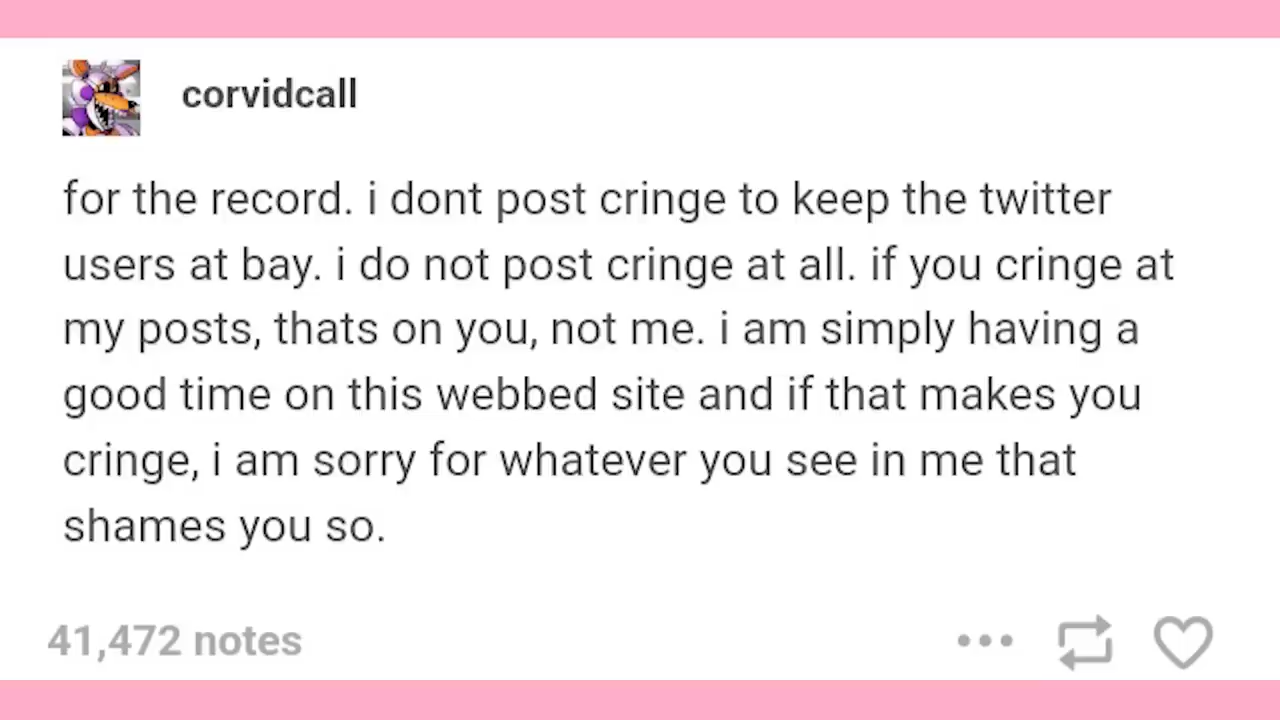 corvidcall
for the record. i dont post cringe to keep the twitter
users at bay. i do not post cringe at all. if you cringe at
my posts, thats on you, not me. i am simply having a
good time on this webbed site and if that makes you
cringe, i am sorry for whatever you see in me that
shames you so.
41,472 notes